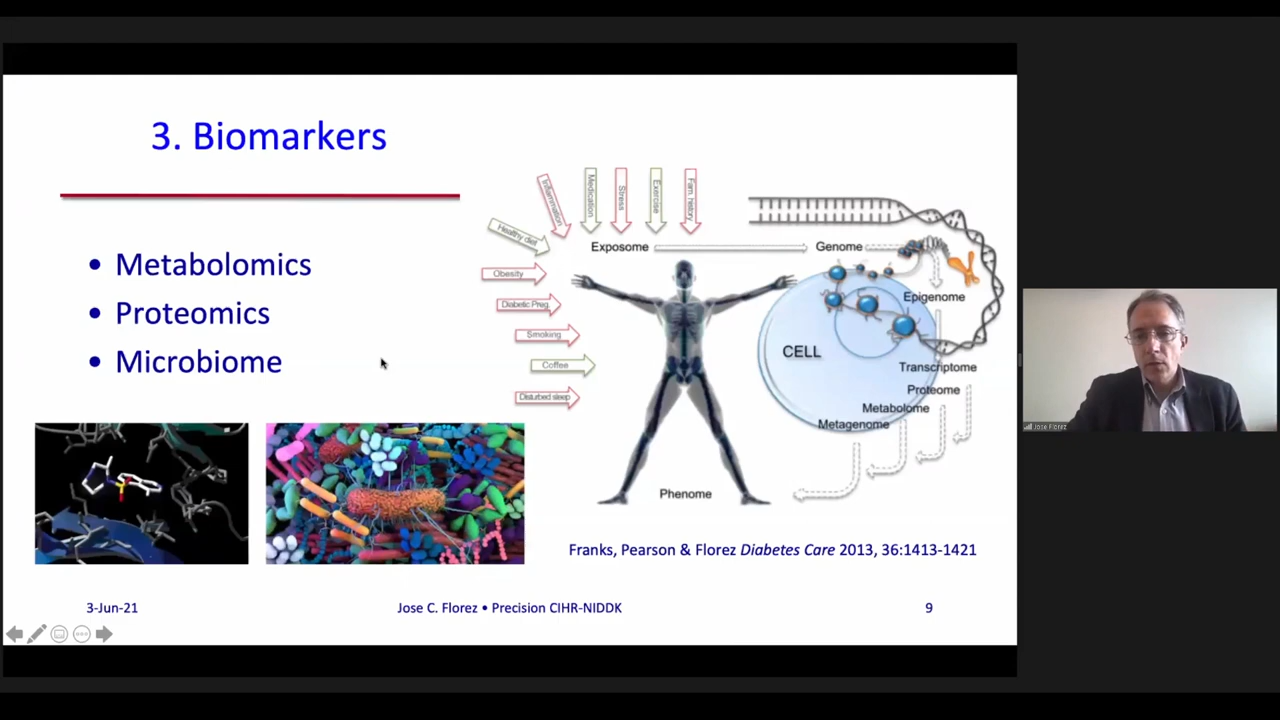 3. Biomarkers
• Metabolomics
• Proteomics
• Microbiome
Inflammation
Medication
Stress
Exercise
Fam. history
Healthy diet
Exposome
Genome
Obesity
Diabetic Preg.
Epigenome
Smoking
CELL
Coffee
Transcriptome
Disturbed sleep
Proteome
Metabolome
Metagenome
Phenome
Franks, Pearson & Florez Diabetes Care 2013, 36:1413-1421
3-Jun-21
Jose C. Florez • Precision CIHR-NIDDK
9
Jose Florez